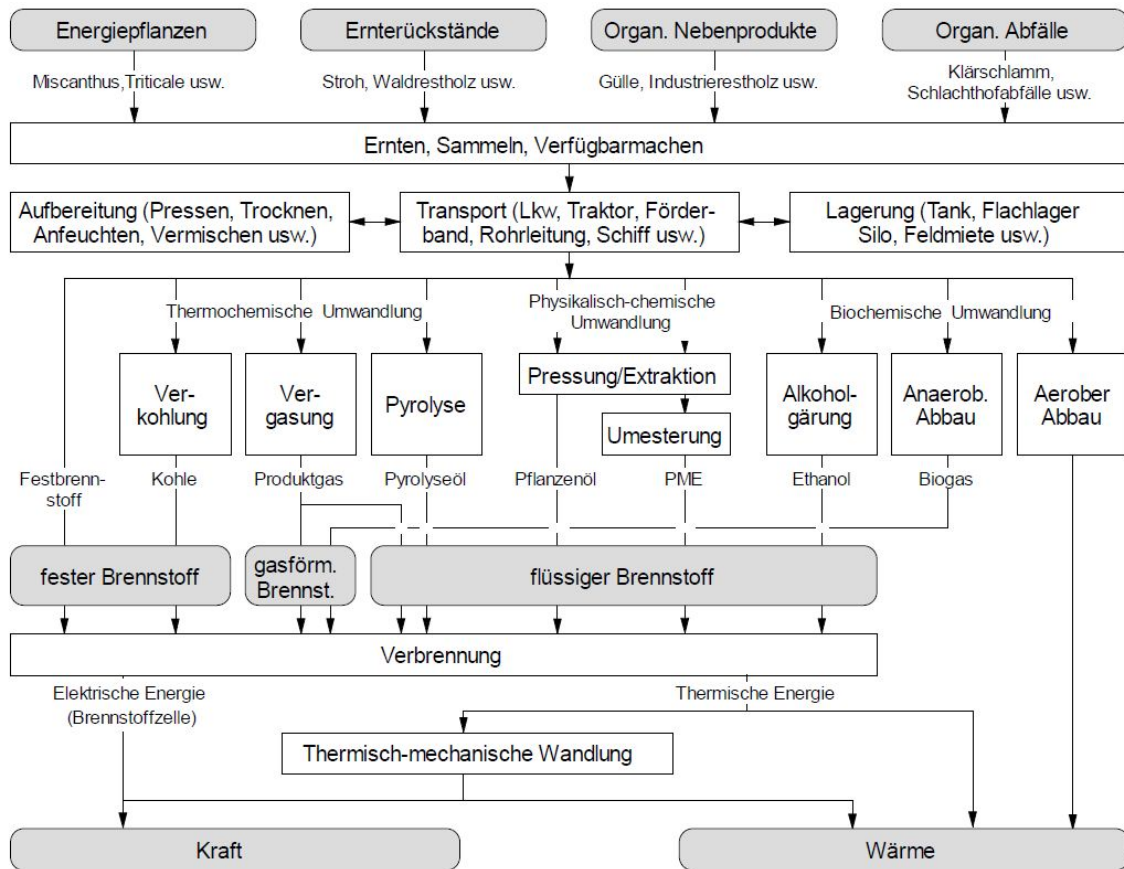 Energiepflanzen
Ernterückstände
Organ. Nebenprodukte
Organ. Abfälle
Miscanthus,Triticale usw.
Stroh, Waldrestholz usw.
Gülle, Industrierestholz usw.
Klärschlamm,
Schlachthofabfälle usw.
Ernten, Sammeln, Verfügbarmachen
Aufbereitung (Pressen, Trocknen,
Anfeuchten, Vermischen usw.)
Transport (Lkw, Traktor, Förder-
band, Rohrleitung, Schiff usw.)
Lagerung (Tank, Flachlager
Silo, Feldmiete usw.)
Thermochemische Umwandlung
Physikalisch-chemische
Umwandlung
Biochemische Umwandlung
Ver-
kohlung
Ver-
gasung
Pyrolyse
Pressung/Extraktion
Umesterung
Alkohol-
gärung
Anaerob.
Abbau
Aerober
Abbau
Festbrenn-
stoff
Kohle
Produktgas
Pyrolyseöl
Pflanzenöl
PME
Ethanol
Biogas
fester Brennstoff
gasförm.
Brennst.
flüssiger Brennstoff
Verbrennung
Elektrische Energie
(Brennstoffzelle)
Thermische Energie
Thermisch-mechanische Wandlung
Kraft
Wärme